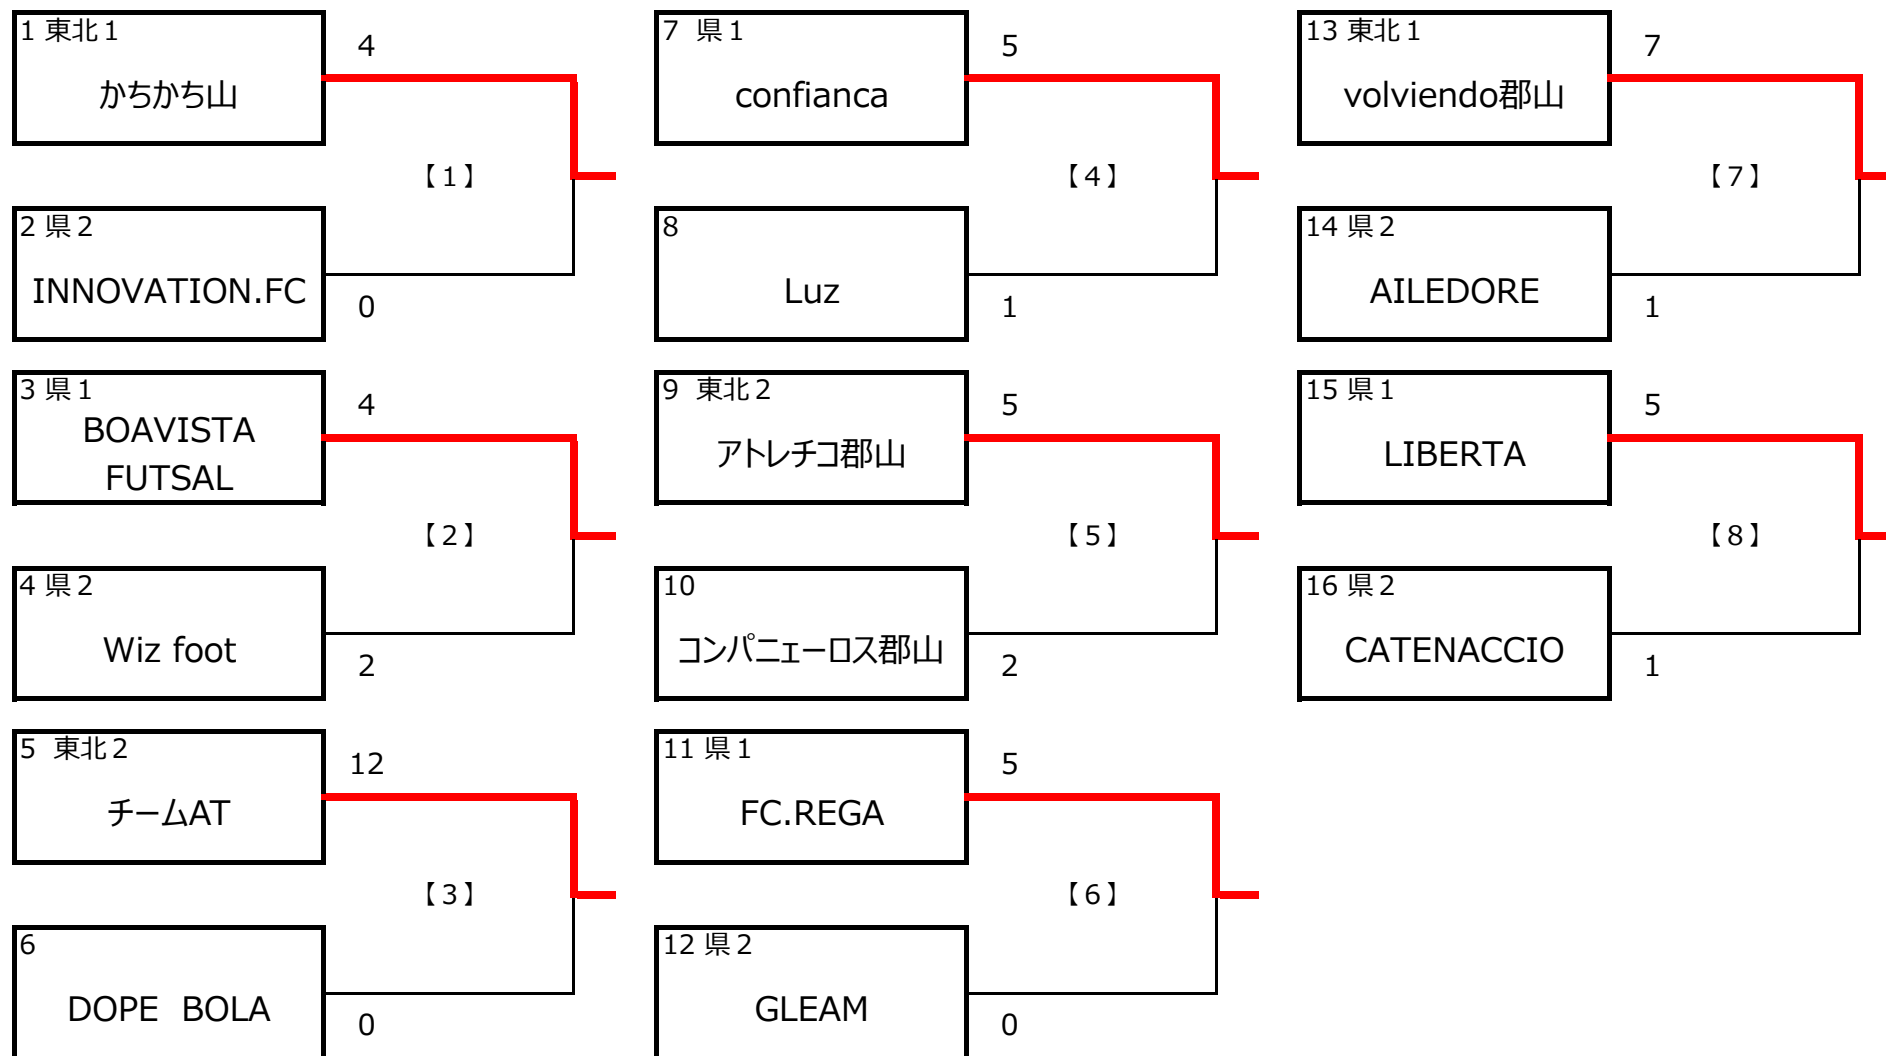 1 東北１
かちかち山
4
【１】
2 県２
INNOVATION.FC
0
3 県１
BOAVISTA
FUTSAL
4
【２】
4 県２
Wiz foot
2
5 東北２
チームAT
12
【３】
6
DOPE BOLA
0
7 県１
confianca
5
【４】
8
Luz
1
9 東北２
アトレチコ郡山
5
【５】
10
コンパニェーロス郡山
2
11 県１
FC.REGA
5
【６】
12 県２
GLEAM
0
13 東北１
volviendo郡山
7
【７】
14 県２
AILEDORE
1
15 県１
LIBERTA
5
【８】
16 県２
CATENACCIO
1